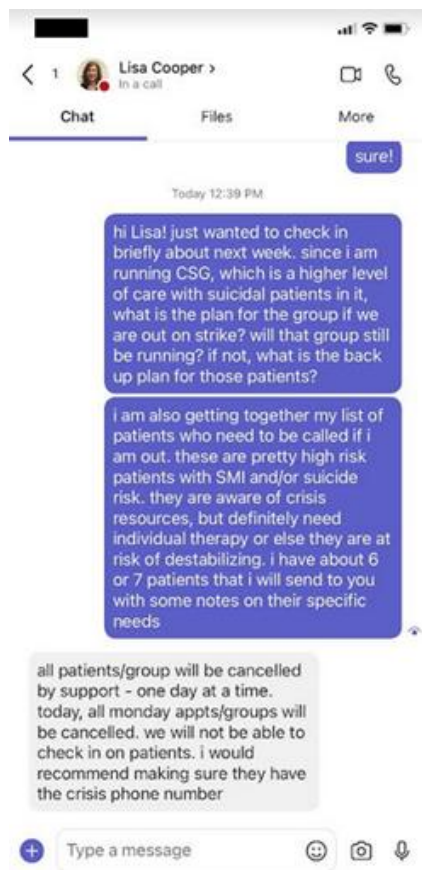 1
Lisa Cooper >
In a call
Chat Files More
sure!
Today 12:39 PM
hi Lisa! just wanted to check in
briefly about next week. since i am
running CSG, which is a higher level
of care with suicidal patients in it,
what is the plan for the group if we
are out on strike? will that group still
be running? if not, what is the back
up plan for those patients?
i am also getting together my list of
patients who need to be called if i
am out. these are pretty high risk
patients with SMI and/or suicide
risk. they are aware of crisis
resources, but definitely need
individual therapy or else they are at
risk of destabilizing. i have about 6
or 7 patients that i will send to you
with some notes on their specific
needs
all patients/group will be cancelled
by support - one day at a time.
today, all monday appts/groups will
be cancelled. we will not be able to
check in on patients. i would
recommend making sure they have
the crisis phone number
Type a message